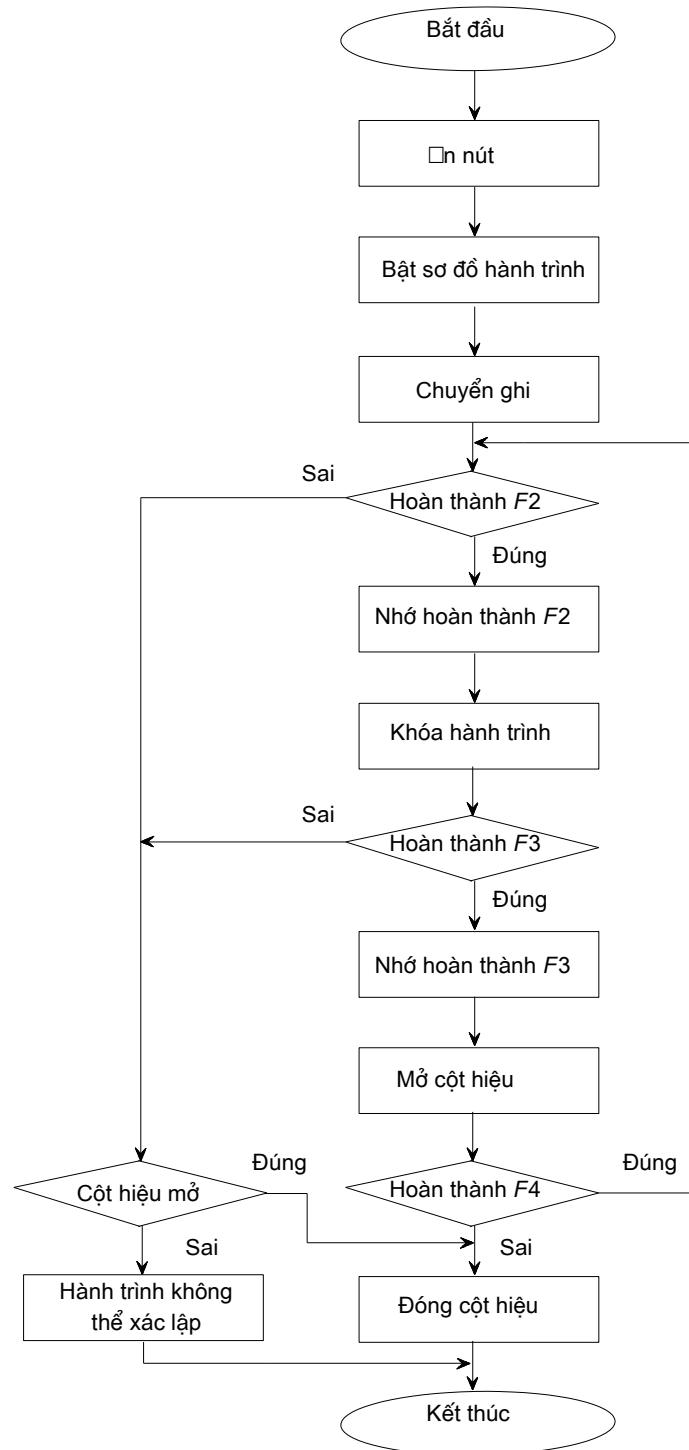 Bắt đầu
□n nút
Bật sơ đồ hành trình
Chuyển ghi
Sai
Hoàn thành F2
Đúng
Nhớ hoàn thành F2
Khóa hành trình
Sai
Hoàn thành F3
Đúng
Nhớ hoàn thành F3
Mở cột hiệu
Đúng
Đúng
Cột hiệu mở
Hoàn thành F4
Sai
Sai
Hành trình không
thể xác lập
Đóng cột hiệu
Kết thúc